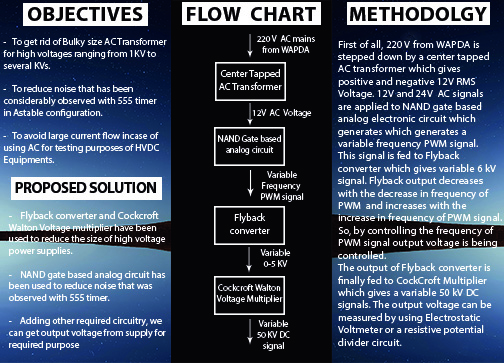 OBJECTIVES
- To get rid of Bulky size ACTransformer
for high voltages ranging from 1KV to
several KVs.
- To reduce noise that has been
considerably observed with 555 timer
in Astable configuration.
- To avoid large current flow incase of
using AC for testing purposes of HVDC
Equipments.
PROPOSED SOLUTION
- Flyback converter and Cockcroft
Walton Voltage multiplier have been
used to reduce the size of high voltage
power supplies.
- NAND gate based analog circuit has
been used to reduce noise that was
observed with 555 timer.
- Adding other required circuitry, we
can get output voltage from supply for
required purpose
FLOW CHART
220 V AC mains
from WAPDA
Center Tapped
AC Transformer
12V AC Voltage
NAND Gate based
analog circuit
Variable
Frequency
PWM signal
Flyback
converter
Variable
0-5 KV
Cockcroft Walton
Voltage Multiplier
Variable
50 KV DC
signal
METHODOLGY
First of all, 220 V from WAPDA is
stepped down by a center tapped
AC transformer which gives
positive and negative 12V RMS
Voltage. 12V and 24V AC signals
are applied to NAND gate based
analog electronic circuit which
generates which generates a
variable frequency PWM signal.
This signal is fed to Flyback
converter which gives variable 6 kV
signal. Flyback output decreases
with the decrease in frequency of
PWM and increases with the
increase in frequency of PWM signal.
So, by controlling the frequency of
PWM signal output voltage is being
controlled.
The output of Flyback converter is
finally fed to CockCroft Multiplier
which gives a variable 50 kV DC
signals. The output voltage can be
measured by using Electrostatic
Voltmeter or a resistive potential
divider circuit.